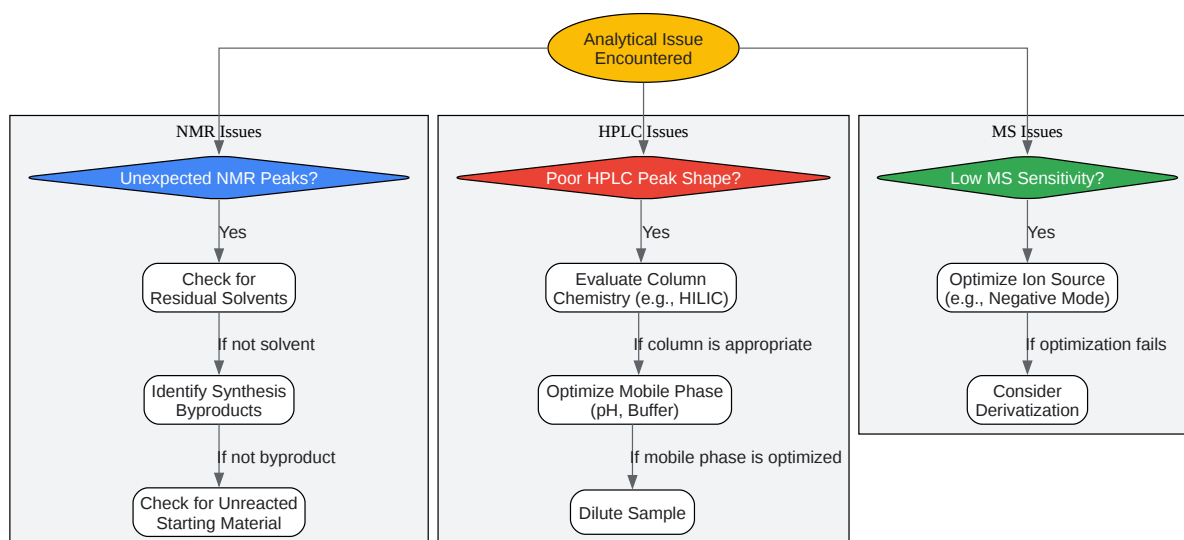 Analytical Issue
Encountered
NMR Issues
Unexpected NMR Peaks?
Yes
Check for
Residual Solvents
If not solvent
Identify Synthesis
Byproducts
If not byproduct
Check for Unreacted
Starting Material
HPLC Issues
Poor HPLC Peak Shape?
Yes
Evaluate Column
Chemistry (e.g., HILIC)
If column is appropriate
Optimize Mobile Phase
(pH, Buffer)
If mobile phase is optimized
Dilute Sample
MS Issues
Low MS Sensitivity?
Yes
Optimize Ion Source
(e.g., Negative Mode)
If optimization fails
Consider
Derivatization